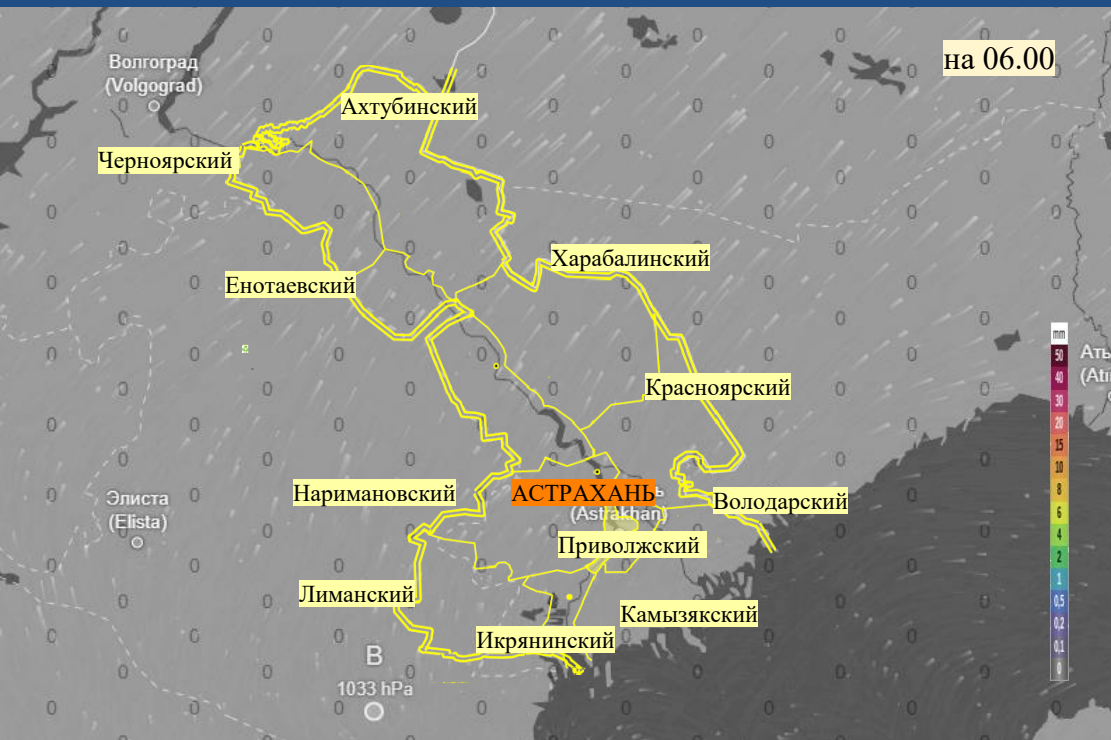 на 06.00
Волгоград
(Volgograd)
Ахтубинский
Черноярский
Харабалинский
Енотаевский
mm
50
40
30
20
15
10
8
6
4
2
1
0,5
0,2
0,1
0
Красноярский
Наримановский
АСТРАХАНЬ
(Astrakhan)
Володарский
Элиста
(Elista)
Приволжский
Лиманский
Камызякский
Икрянинский
В
1033 hPa